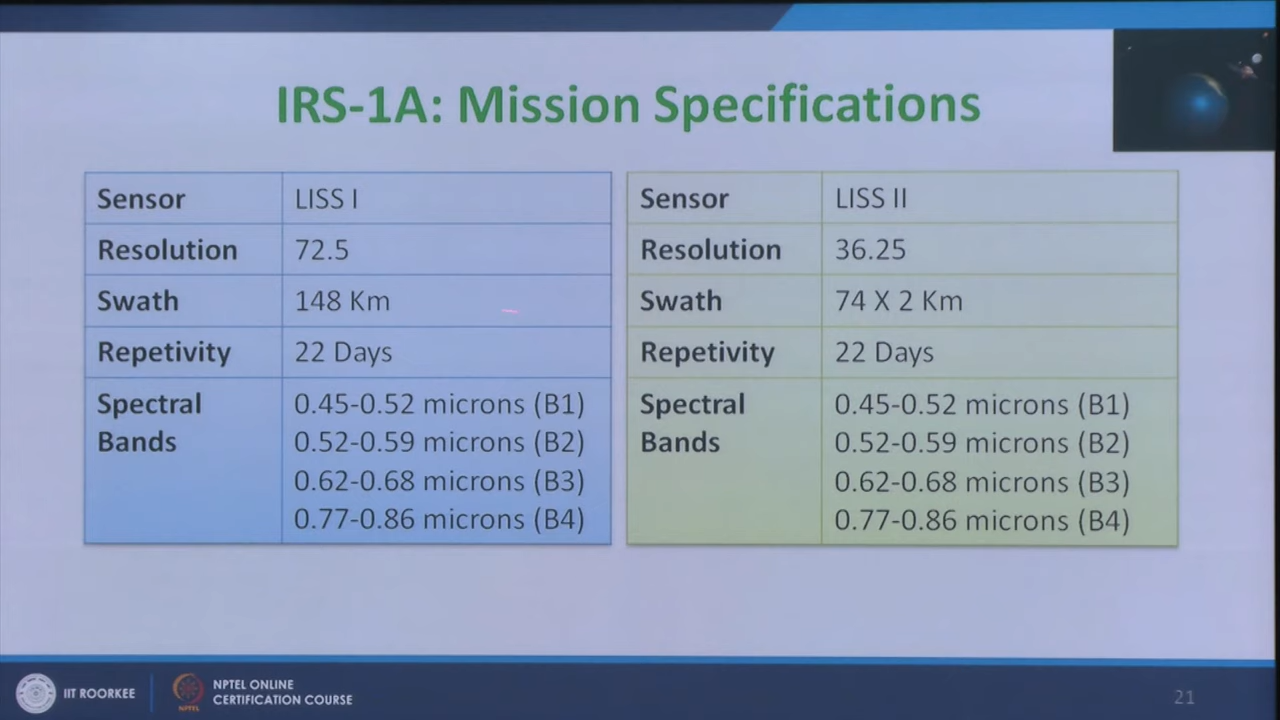 IRS-1A: Mission Specifications
Sensor LISS I
Resolution 72.5
Swath 148 Km
Repetivity 22 Days
Spectral Bands 0.45-0.52 microns (B1)
0.52-0.59 microns (B2)
0.62-0.68 microns (B3)
0.77-0.86 microns (B4)
Sensor LISS II
Resolution 36.25
Swath 74 X 2 Km
Repetivity 22 Days
Spectral Bands 0.45-0.52 microns (B1)
0.52-0.59 microns (B2)
0.62-0.68 microns (B3)
0.77-0.86 microns (B4)
IIT ROORKEE
NPTEL
NPTEL ONLINE
CERTIFICATION COURSE
21